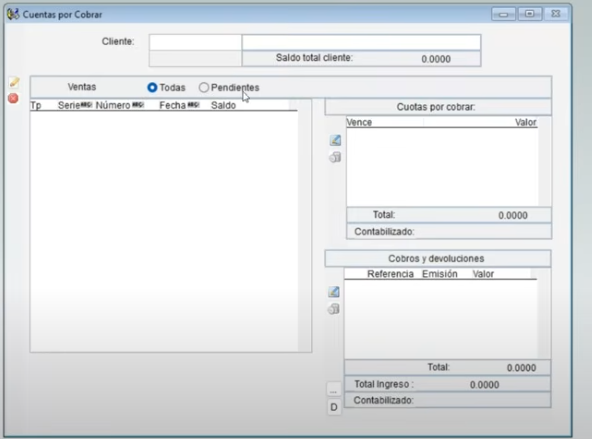 Cuentas por Cobrar
Cliente:
Saldo total cliente: 0.0000
Ventas Todas Pendientes
Tp Serie Número Fecha Saldo
Cuotas por cobrar:
Vence Valor
Total: 0.0000
Contabilizado:
Cobros y devoluciones
Referencia Emisión Valor
Total: 0.0000
Total Ingreso : 0.0000
...
Contabilizado:
D